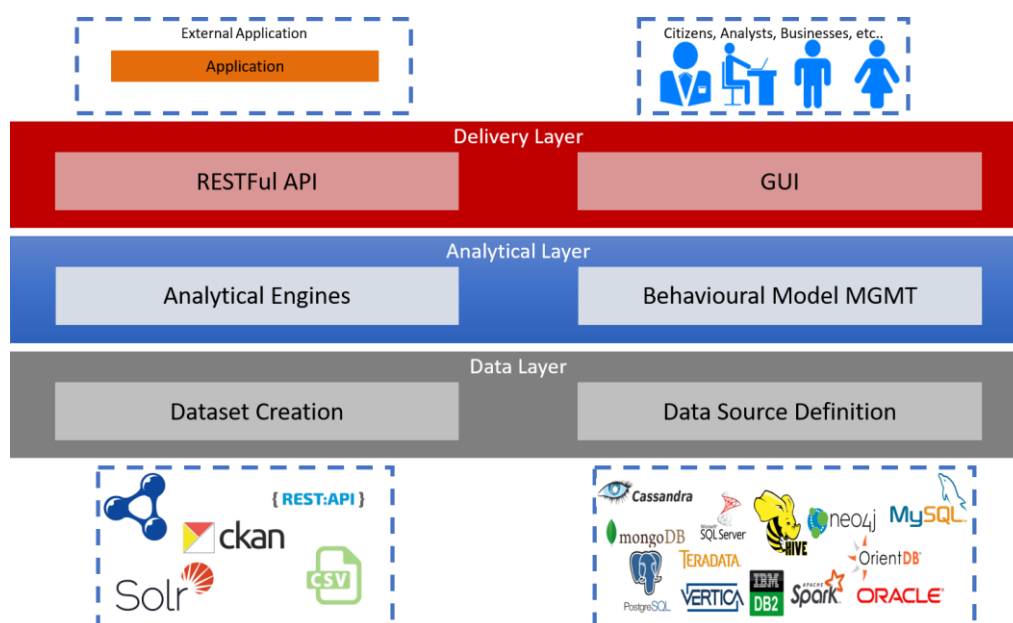 External Application
Application
Citizens, Analysts, Businesses, etc..
Delivery Layer
RESTFul API
GUI
Analytical Layer
Analytical Engines
Behavioural Model MGMT
Data Layer
Dataset Creation
Data Source Definition
{ REST:API }
ckan
Solr
CSV
Cassandra
mongoDB
Microsoft
SQL Server
HIVE
neo4j
MySQL
PostgreSQL
TERADATA
OrientDB
VERTICA
IBM
DB2
APACHE
Spark
ORACLE